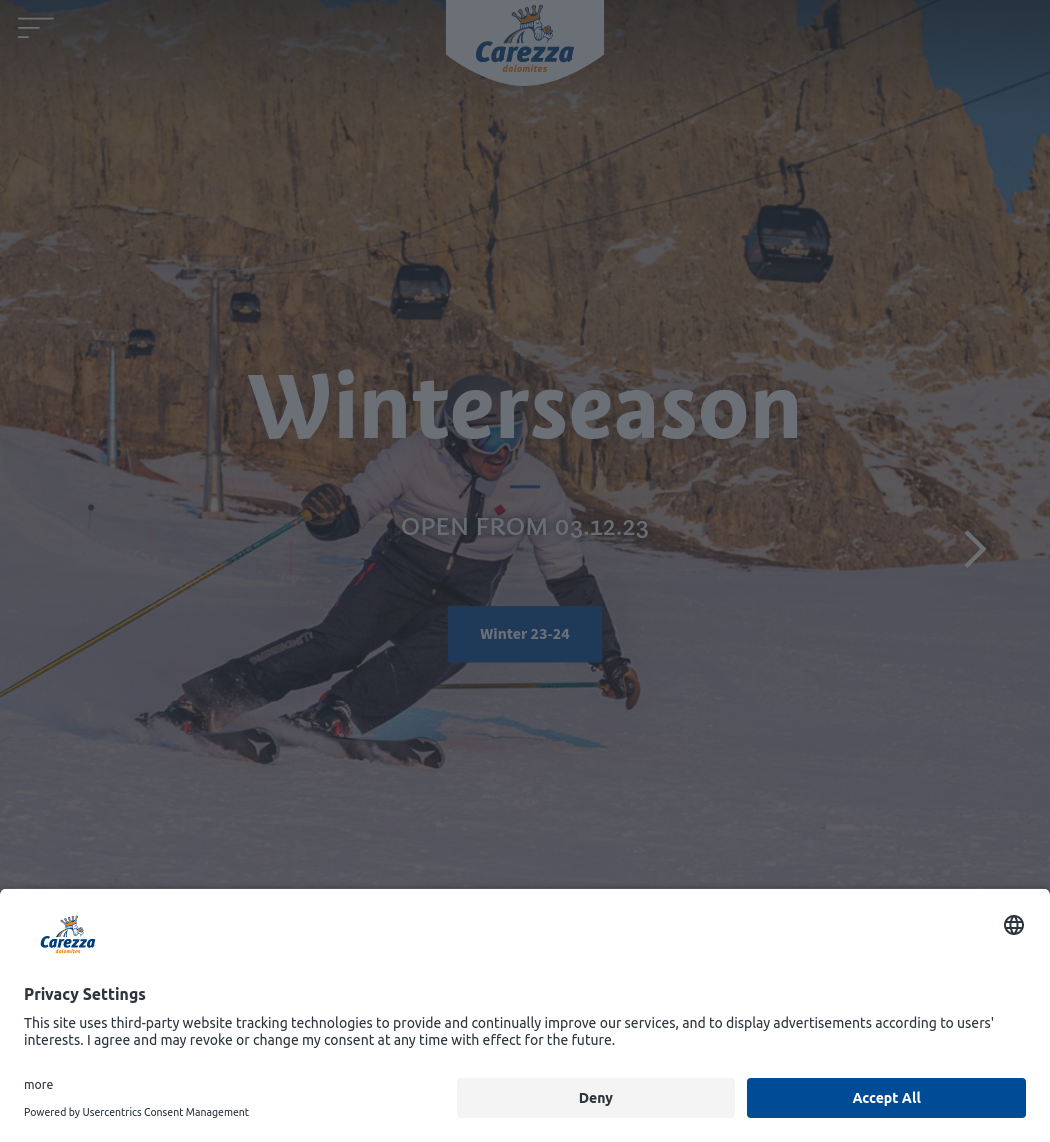 Carezza
dolomites
Winterseason
OPEN FROM 03.12.23
Winter 23-24
Carezza
dolomites
Privacy Settings
This site uses third-party website tracking technologies to provide and continually improve our services, and to display advertisements according to users'
interests. I agree and may revoke or change my consent at any time with effect for the future.
more
Deny
Accept All
Powered by Usercentrics Consent Management